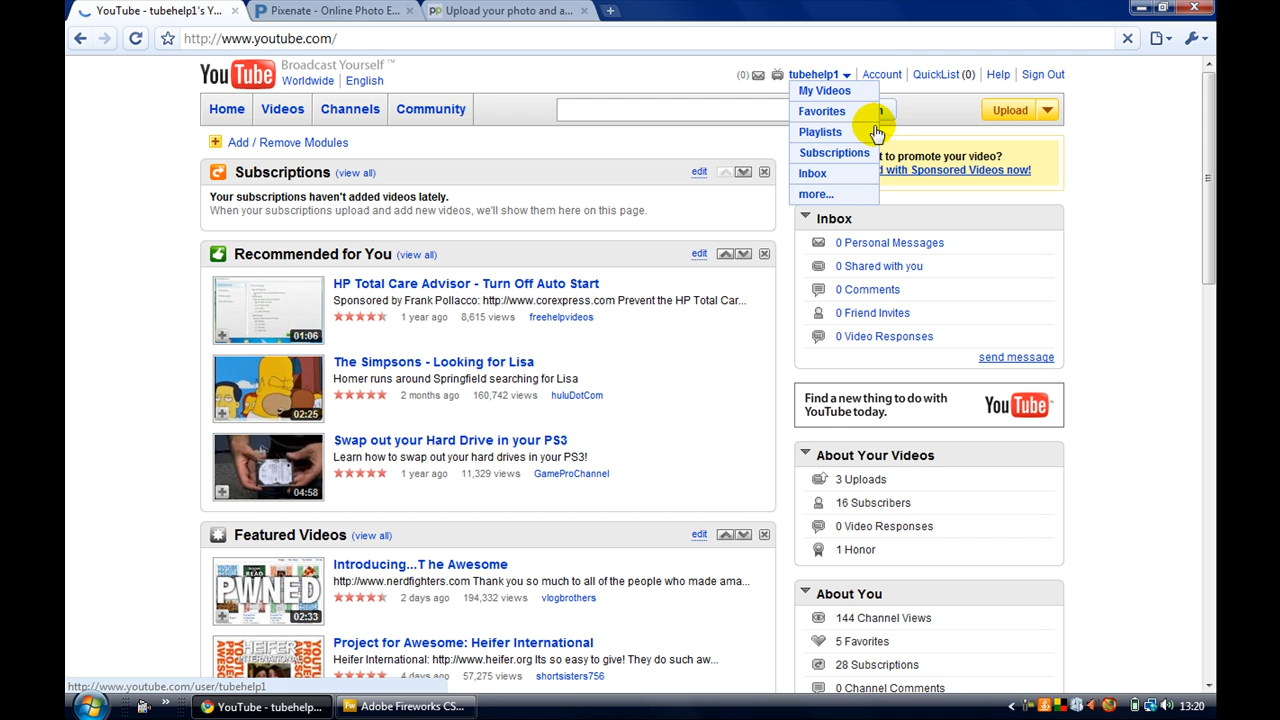 YouTube - tubehelp1's Y... Pixenate - Online Photo E... Upload your photo and a...
http://www.youtube.com/
YouTube Broadcast Yourself ™
Worldwide English
(0) tubehelp1 Account QuickList (0) Help Sign Out
Home Videos Channels Community
Upload
My Videos
Favorites
Playlists
Subscriptions
Inbox
more...
Add / Remove Modules
t to promote your video?
d with Sponsored Videos now!
Subscriptions (view all) edit
Your subscriptions haven't added videos lately.
When your subscriptions upload and add new videos, we'll show them here on this page.
Recommended for You (view all) edit
HP Total Care Advisor - Turn Off Auto Start
Sponsored by Frank Pollacco: http://www.corexpress.com Prevent the HP Total Car...
1 year ago 8,615 views freehelpvideos
01:06
The Simpsons - Looking for Lisa
Homer runs around Springfield searching for Lisa
2 months ago 160,742 views huluDotCom
02:25
Swap out your Hard Drive in your PS3
Learn how to swap out your hard drives in your PS3!
1 year ago 11,329 views GameProChannel
04:58
Featured Videos (view all) edit
Introducing...T he Awesome
http://www.nerdfighters.com Thank you so much to all of the people who made ama...
2 days ago 194,332 views vlogbrothers
PWNED
02:33
Project for Awesome: Heifer International
Heifer International: http://www.heifer.org Its so easy to give! They do such aw...
4 days ago 57,275 views shortsisters756
HEIFER
INTERNATIONAL
Inbox
0 Personal Messages
0 Shared with you
0 Comments
0 Friend Invites
0 Video Responses
send message
Find a new thing to do with
YouTube today.
YouTube
About Your Videos
3 Uploads
16 Subscribers
0 Video Responses
1 Honor
About You
144 Channel Views
5 Favorites
28 Subscriptions
0 Channel Comments
http://www.youtube.com/user/tubehelp1
YouTube - tubehelp... Adobe Fireworks CS... 13:20